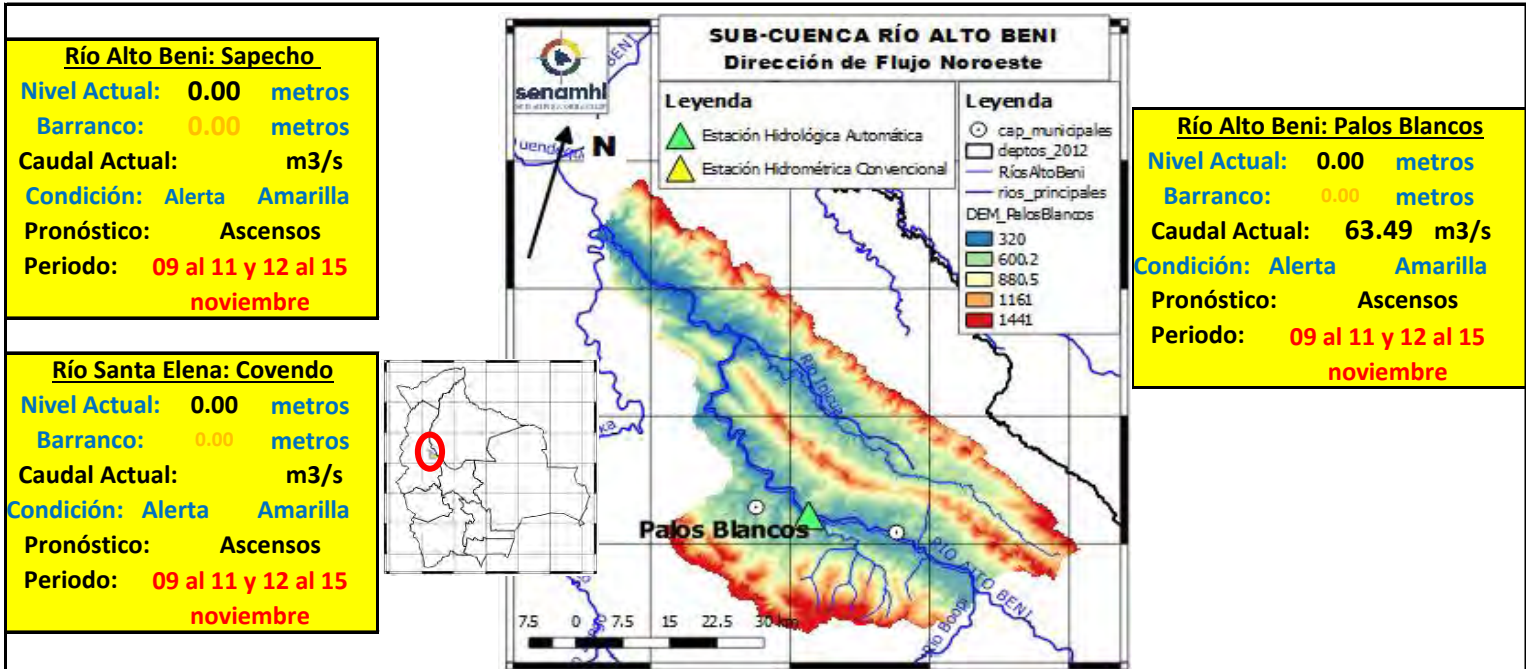 Río Alto Beni: Sapecho
Nivel Actual: 0.00 metros
Barranco: 0.00 metros
Caudal Actual: m3/s
Condición: Alerta Amarilla
Pronóstico: Ascensos
Periodo: 09 al 11 y 12 al 15
noviembre
Río Santa Elena: Covendo
Nivel Actual: 0.00 metros
Barranco: 0.00 metros
Caudal Actual: m3/s
Condición: Alerta Amarilla
Pronóstico: Ascensos
Periodo: 09 al 11 y 12 al 15
noviembre
senamhi
SUB-CUENCA RÍO ALTO BENI
Dirección de Flujo Noroeste
Leyenda
Estación Hidrológica Automática
Estación Hidrométrica Convencional
Leyenda
cap_municipales
deptos_2012
RíosAltoBeni
rios_principales
DEM_PalosBlancos
320
600.2
880.5
1161
1441
N
BENI
Río Inicua
Palos Blancos
RÍO ALTO BENI
Río Boopi
7.5 0 7.5 15 22.5 30 km
Río Alto Beni: Palos Blancos
Nivel Actual: 0.00 metros
Barranco: 0.00 metros
Caudal Actual: 63.49 m3/s
Condición: Alerta Amarilla
Pronóstico: Ascensos
Periodo: 09 al 11 y 12 al 15
noviembre